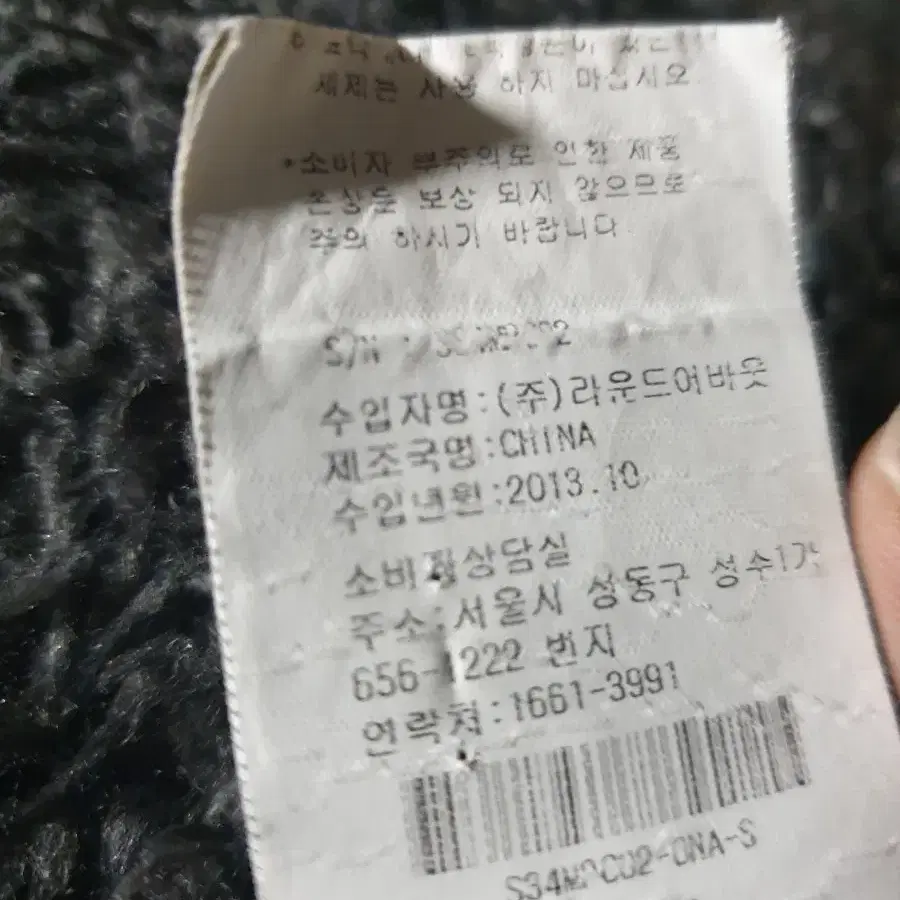 세제는 사용 하지 마십시오
*소비자 부주의로 인한 제품
손상은 보상 되지 않으므로
주의 하시기 바랍니다
S/N :
수입자명:(주)라운드어바웃
제조국명:CHINA
수입년월:2013.10
소비자상담실
주소:서울시 성동구 성수1가
656-222 번지
연락처:1661-3991